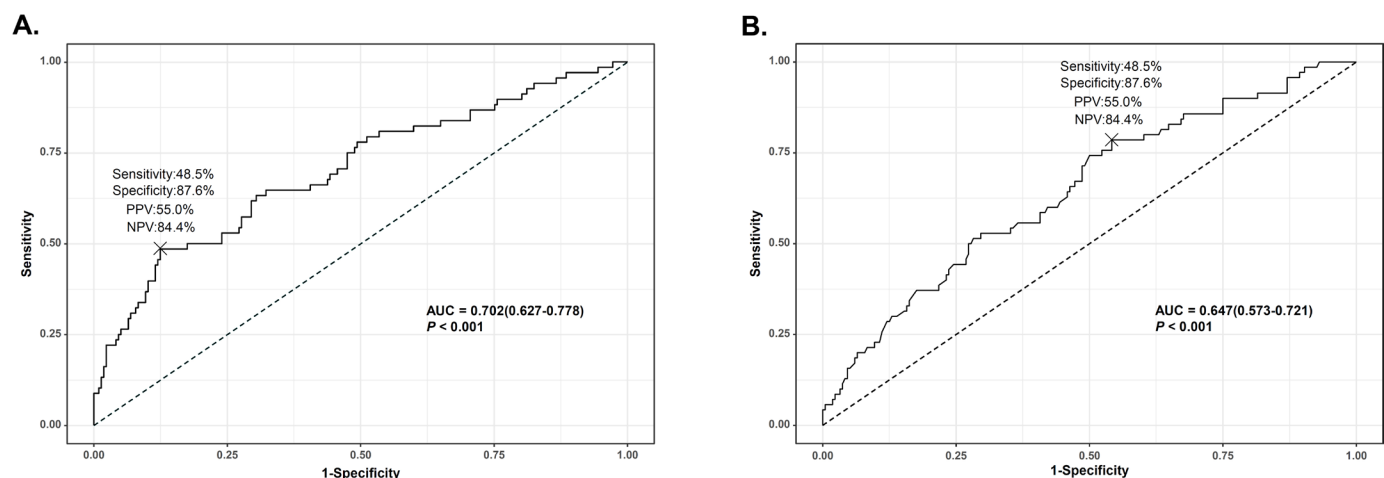 A.
1.00
0.75
0.50
0.25
0.00
Sensitivity
Sensitivity:48.5%
Specificity:87.6%
PPV:55.0%
NPV:84.4%
AUC = 0.702(0.627-0.778)
P < 0.001
0.00 0.25 0.50 0.75 1.00
1-Specificity
B.
1.00
0.75
0.50
0.25
0.00
Sensitivity
Sensitivity:48.5%
Specificity:87.6%
PPV:55.0%
NPV:84.4%
AUC = 0.647(0.573-0.721)
P < 0.001
0.00 0.25 0.50 0.75 1.00
1-Specificity